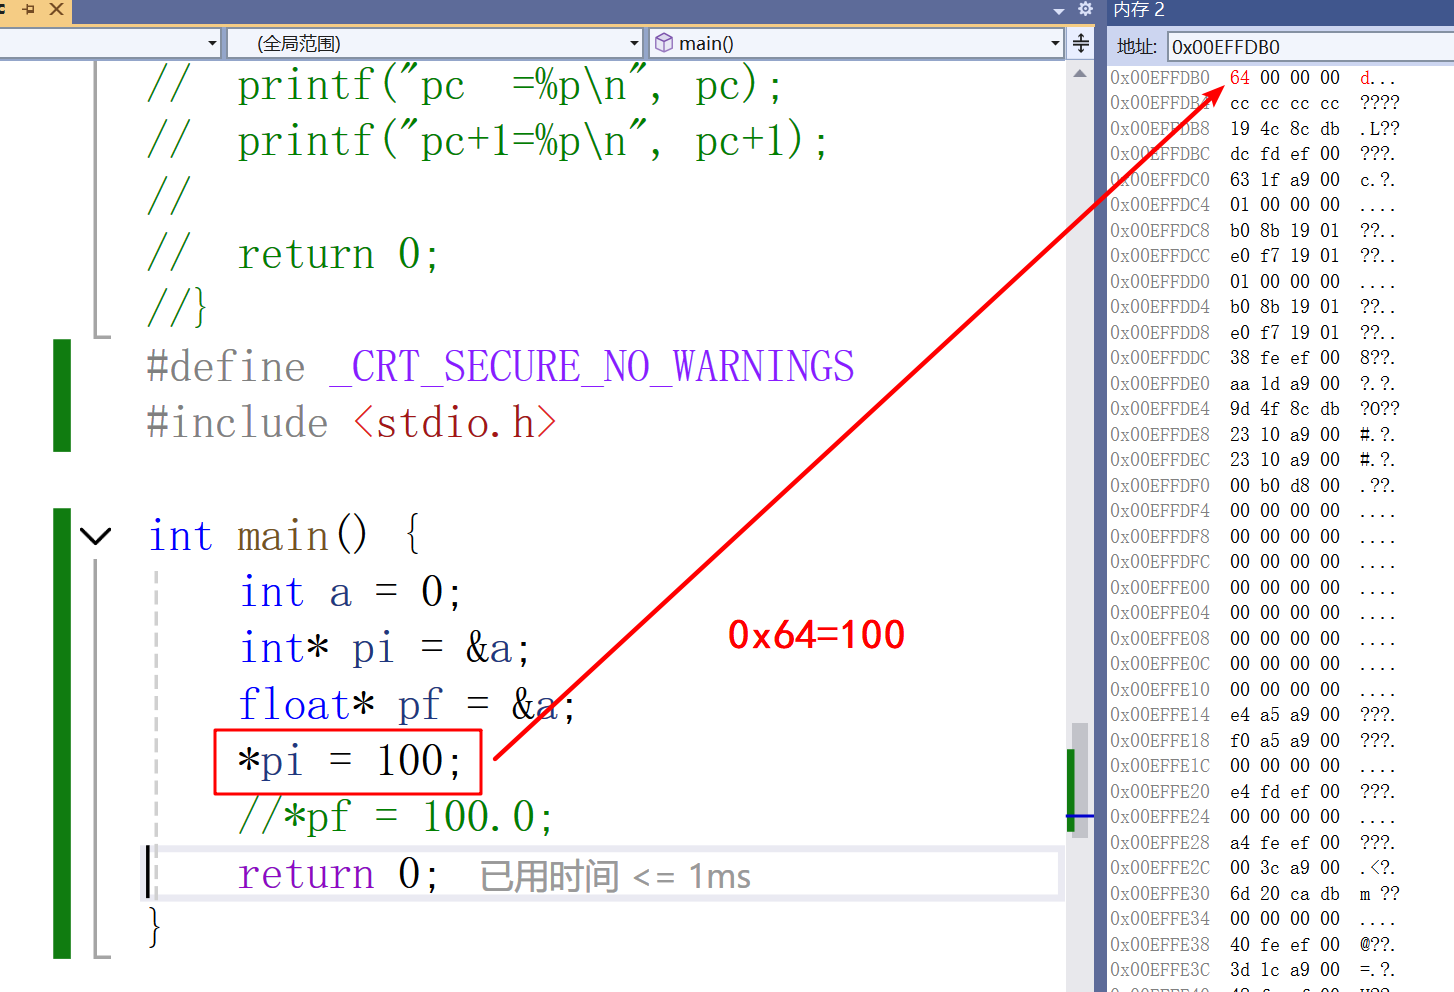 内存 2
(全局范围)
main()
地址:
0x00EFFDB0
// printf("pc  =%p\n", pc);
// printf("pc+1=%p\n", pc+1);
//
// return 0;
//}
#define _CRT_SECURE_NO_WARNINGS
#include <stdio.h>
int main() {
int a = 0;
int* pi = &a;
float* pf = &a;
*pi = 100;
//*pf = 100.0;
return 0; 已用时间 <= 1ms
}
0x64=100
0x00EFFDB0 64 00 00 00 d...
0x00EFFDB4 cc cc cc cc ????
0x00EFFDB8 19 4c 8c db .L??
0x00EFFDBC dc fd ef 00 ???.
0x00EFFDC0 63 1f a9 00 c.?.
0x00EFFDC4 01 00 00 00 ....
0x00EFFDC8 b0 8b 19 01 ??..
0x00EFFDCC e0 f7 19 01 ??..
0x00EFFDD0 01 00 00 00 ....
0x00EFFDD4 b0 8b 19 01 ??..
0x00EFFDD8 e0 f7 19 01 ??..
0x00EFFDDC 38 fe ef 00 8??.
0x00EFFDE0 aa 1d a9 00 ?.?.
0x00EFFDE4 9d 4f 8c db ?O??
0x00EFFDE8 23 10 a9 00 #.?.
0x00EFFDEC 23 10 a9 00 #.?.
0x00EFFDF0 00 b0 d8 00 .??.
0x00EFFDF4 00 00 00 00 ....
0x00EFFDF8 00 00 00 00 ....
0x00EFFDFC 00 00 00 00 ....
0x00EFFE00 00 00 00 00 ....
0x00EFFE04 00 00 00 00 ....
0x00EFFE08 00 00 00 00 ....
0x00EFFE0C 00 00 00 00 ....
0x00EFFE10 00 00 00 00 ....
0x00EFFE14 e4 a5 a9 00 ???.
0x00EFFE18 f0 a5 a9 00 ???.
0x00EFFE1C 00 00 00 00 ....
0x00EFFE20 e4 fd ef 00 ???.
0x00EFFE24 00 00 00 00 ....
0x00EFFE28 a4 fe ef 00 ???.
0x00EFFE2C 00 3c a9 00 .<?.
0x00EFFE30 6d 20 ca db m ??
0x00EFFE34 00 00 00 00 ....
0x00EFFE38 40 fe ef 00 @??.
0x00EFFE3C 3d 1c a9 00 =.?.